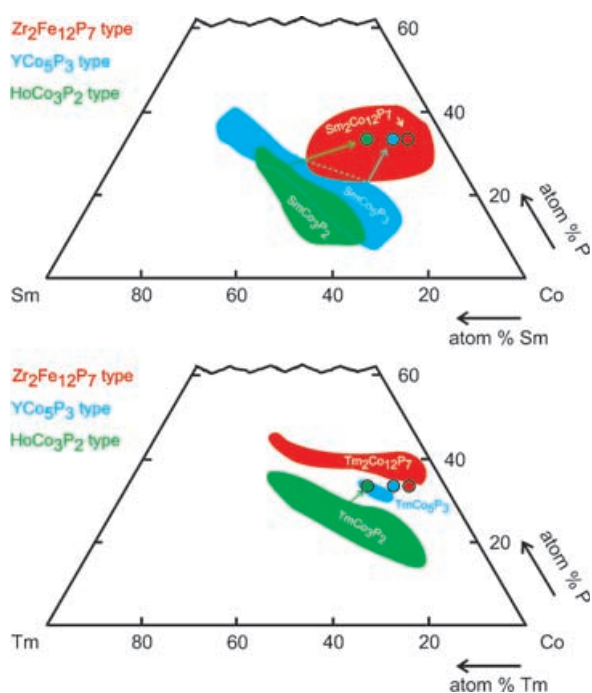 Zr2Fe12P7 type
YCo5P3 type
HoCo3P2 type
60
40
20
Sm2Co12P7
SmCo5P3
SmCo3P2
atom % P
Sm
80
60
40
20
Co
atom % Sm
Zr2Fe12P7 type
YCo5P3 type
HoCo3P2 type
60
40
20
Tm2Co12P7
TmCo5P3
TmCo3P2
atom % P
Tm
80
60
40
20
Co
atom % Tm